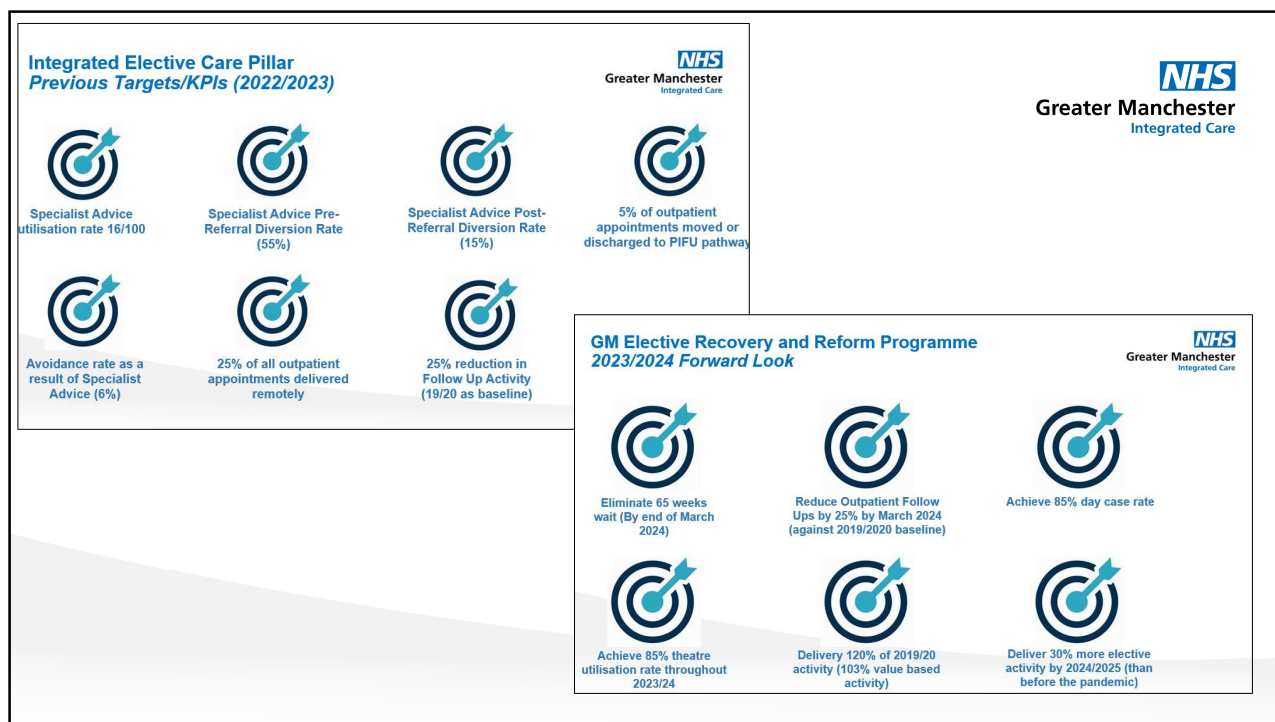 Integrated Elective Care Pillar
Previous Targets/KPIs (2022/2023)
NHS
Greater Manchester
Integrated Care
Specialist Advice
utilisation rate 16/100
Specialist Advice Pre-
Referral Diversion Rate
(55%)
Specialist Advice Post-
Referral Diversion Rate
(15%)
5% of outpatient
appointments moved or
discharged to PIFU pathway
Avoidance rate as a
result of Specialist
Advice (6%)
25% of all outpatient
appointments delivered
remotely
25% reduction in
Follow Up Activity
(19/20 as baseline)
NHS
Greater Manchester
Integrated Care
GM Elective Recovery and Reform Programme
2023/2024 Forward Look
NHS
Greater Manchester
Integrated Care
Eliminate 65 weeks
wait (By end of March
2024)
Reduce Outpatient Follow
Ups by 25% by March 2024
(against 2019/2020 baseline)
Achieve 85% day case rate
Achieve 85% theatre
utilisation rate throughout
2023/24
Delivery 120% of 2019/20
activity (103% value based
activity)
Deliver 30% more elective
activity by 2024/2025 (than
before the pandemic)